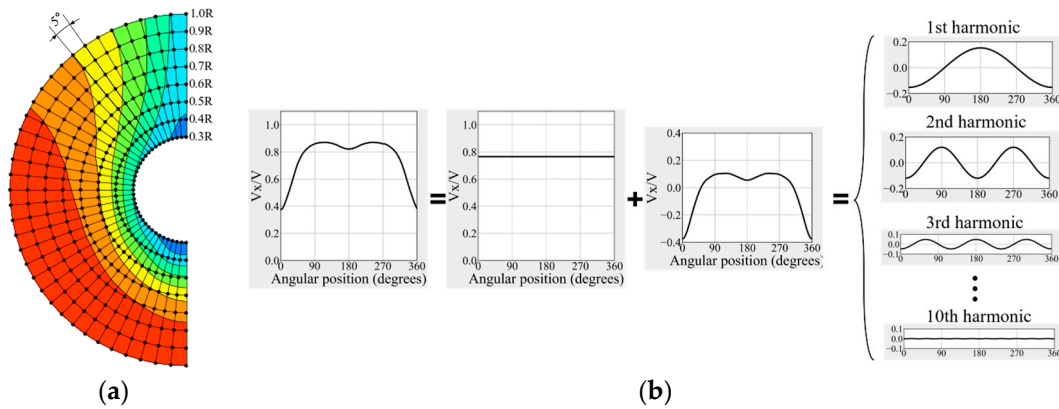 5°
1.0R
0.9R
0.8R
0.7R
0.6R
0.5R
0.4R
0.3R
(a)
Vx/V
1.0
0.8
0.6
0.4
0.2
0.0
0 90 180 270 360
Angular position (degrees)
=
Vx/V
1.0
0.8
0.6
0.4
0.2
0.0
0 90 180 270 360
Angular position (degrees)
+
Vx/V
0.4
0.2
0.0
−0.2
−0.4
0 90 180 270 360
Angular position (degrees)
=
1st harmonic
0.2
0.0
−0.2
0 90 180 270 360
2nd harmonic
0.2
0.0
−0.2
0 90 180 270 360
3rd harmonic
0.1
0.0
−0.1
0 90 180 270 360
10th harmonic
0.1
0.0
−0.1
0 90 180 270 360
(b)